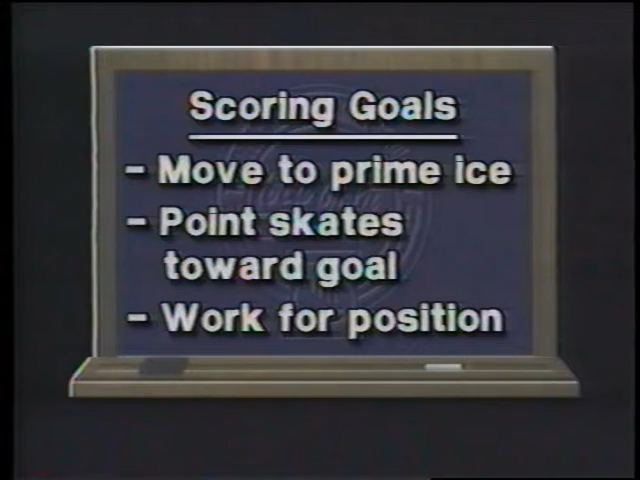 Scoring Goals
- Move to prime ice
- Point skates
toward goal
- Work for position